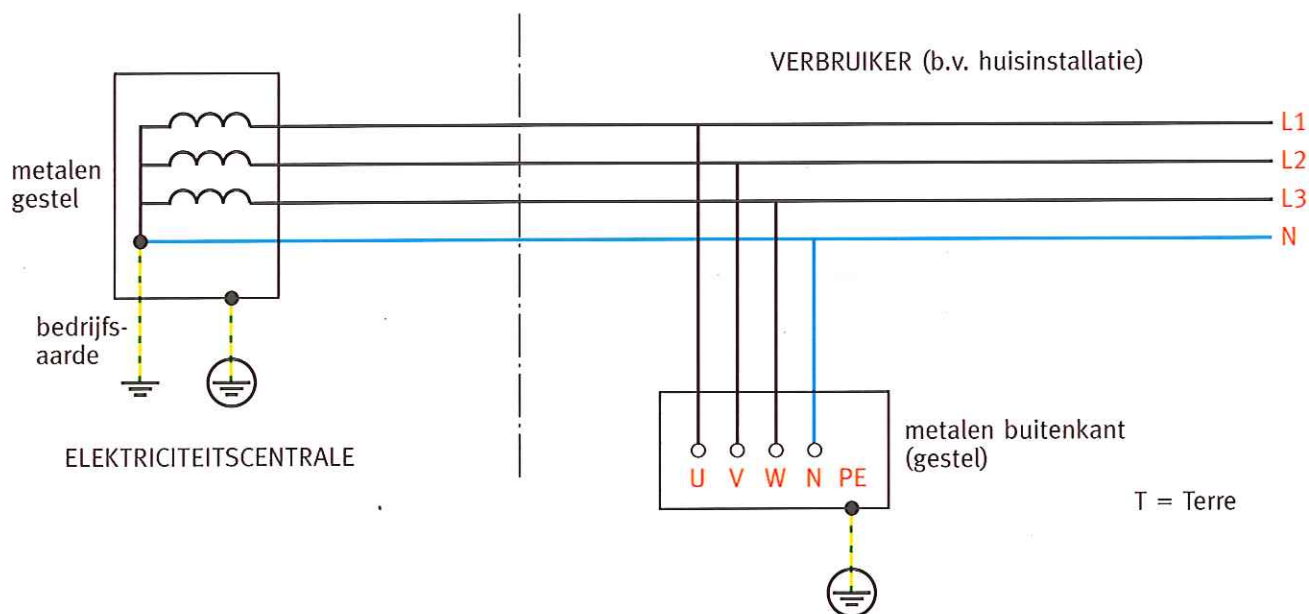 VERBRUIKER (b.v. huisinstallatie)
L1
L2
L3
N
metalen
gestel
bedrijfs-
aarde
ELEKTRICITEITSCENTRALE
metalen buitenkant
(gestel)
U V W N PE
T = Terre